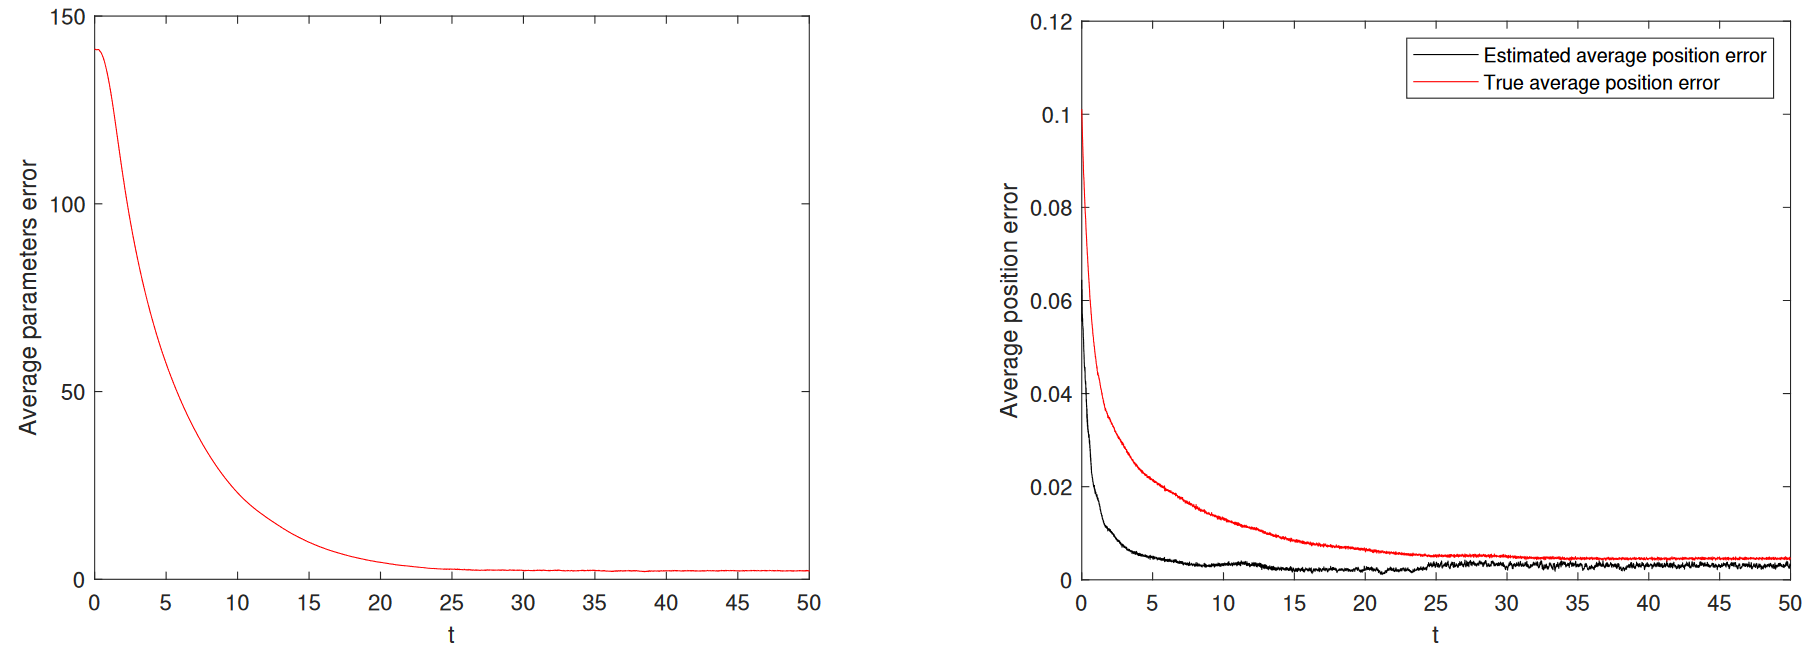 150
100
50
0
Average parameters error
0 5 10 15 20 25 30 35 40 45 50
t
0.12
0.1
0.08
0.06
0.04
0.02
0
Average position error
Estimated average position error
True average position error
0 5 10 15 20 25 30 35 40 45 50
t